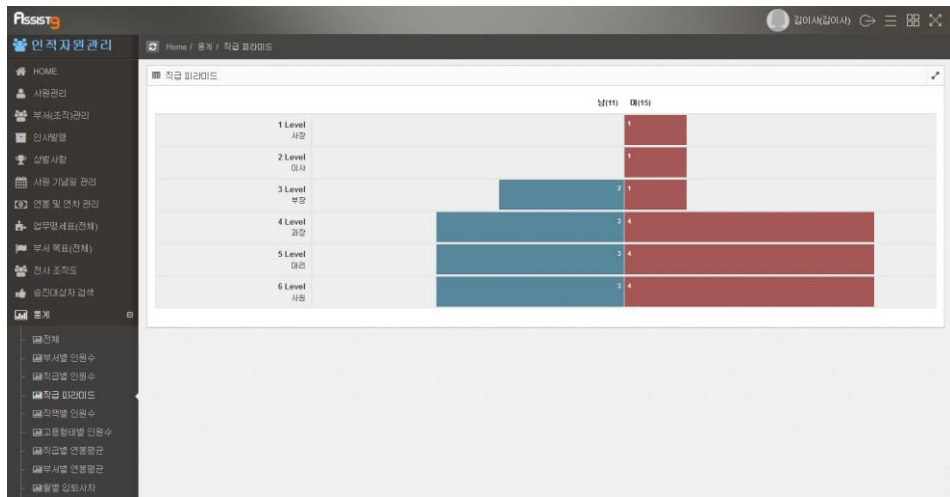 Assist9
김이사(김이사)
인적자원관리
Home / 통계 / 직급 피라미드
HOME
사원관리
부서(조직)관리
인사발령
상벌사항
사원 기념일 관리
연봉 및 연차 관리
업무명세표(전체)
부서 목표(전체)
전사 조직도
승진대상자 검색
통계
전체
부서별 인원수
직급별 인원수
직급 피라미드
직책별 인원수
고용형태별 인원수
직급별 연봉평균
부서별 연봉평균
월별 입퇴사자
직급 피라미드
남(11) 여(15)
1 Level
사장
1
2 Level
이사
1
3 Level
부장
2 1
4 Level
과장
3 4
5 Level
대리
3 4
6 Level
사원
3 4